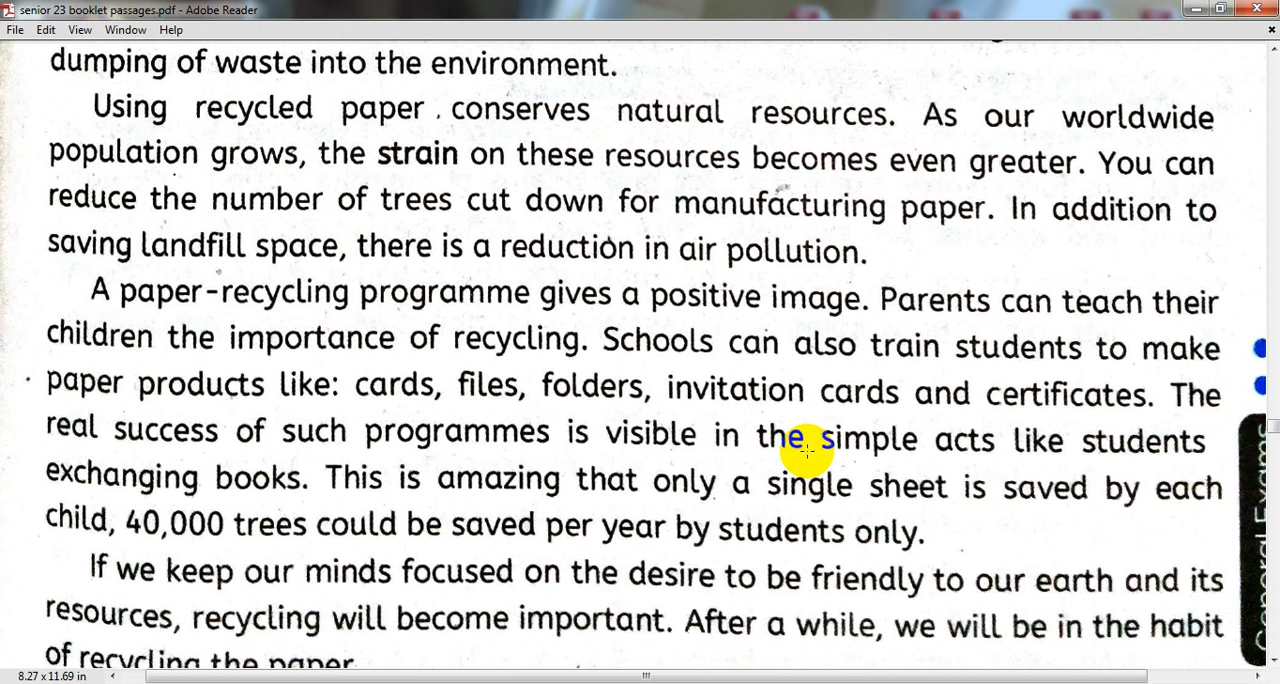 senior 23 booklet passages.pdf - Adobe Reader
File Edit View Window Help
dumping of waste into the environment.
Using recycled paper conserves natural resources. As our worldwide
population grows, the strain on these resources becomes even greater. You can
reduce the number of trees cut down for manufacturing paper. In addition to
saving landfill space, there is a reduction in air pollution.
A paper-recycling programme gives a positive image. Parents can teach their
children the importance of recycling. Schools can also train students to make
paper products like: cards, files, folders, invitation cards and certificates. The
real success of such programmes is visible in the simple acts like students
exchanging books. This is amazing that only a single sheet is saved by each
child, 40,000 trees could be saved per year by students only.
If we keep our minds focused on the desire to be friendly to our earth and its
resources, recycling will become important. After a while, we will be in the habit
of recycling the paper.
General Exams
8.27 x 11.69 in